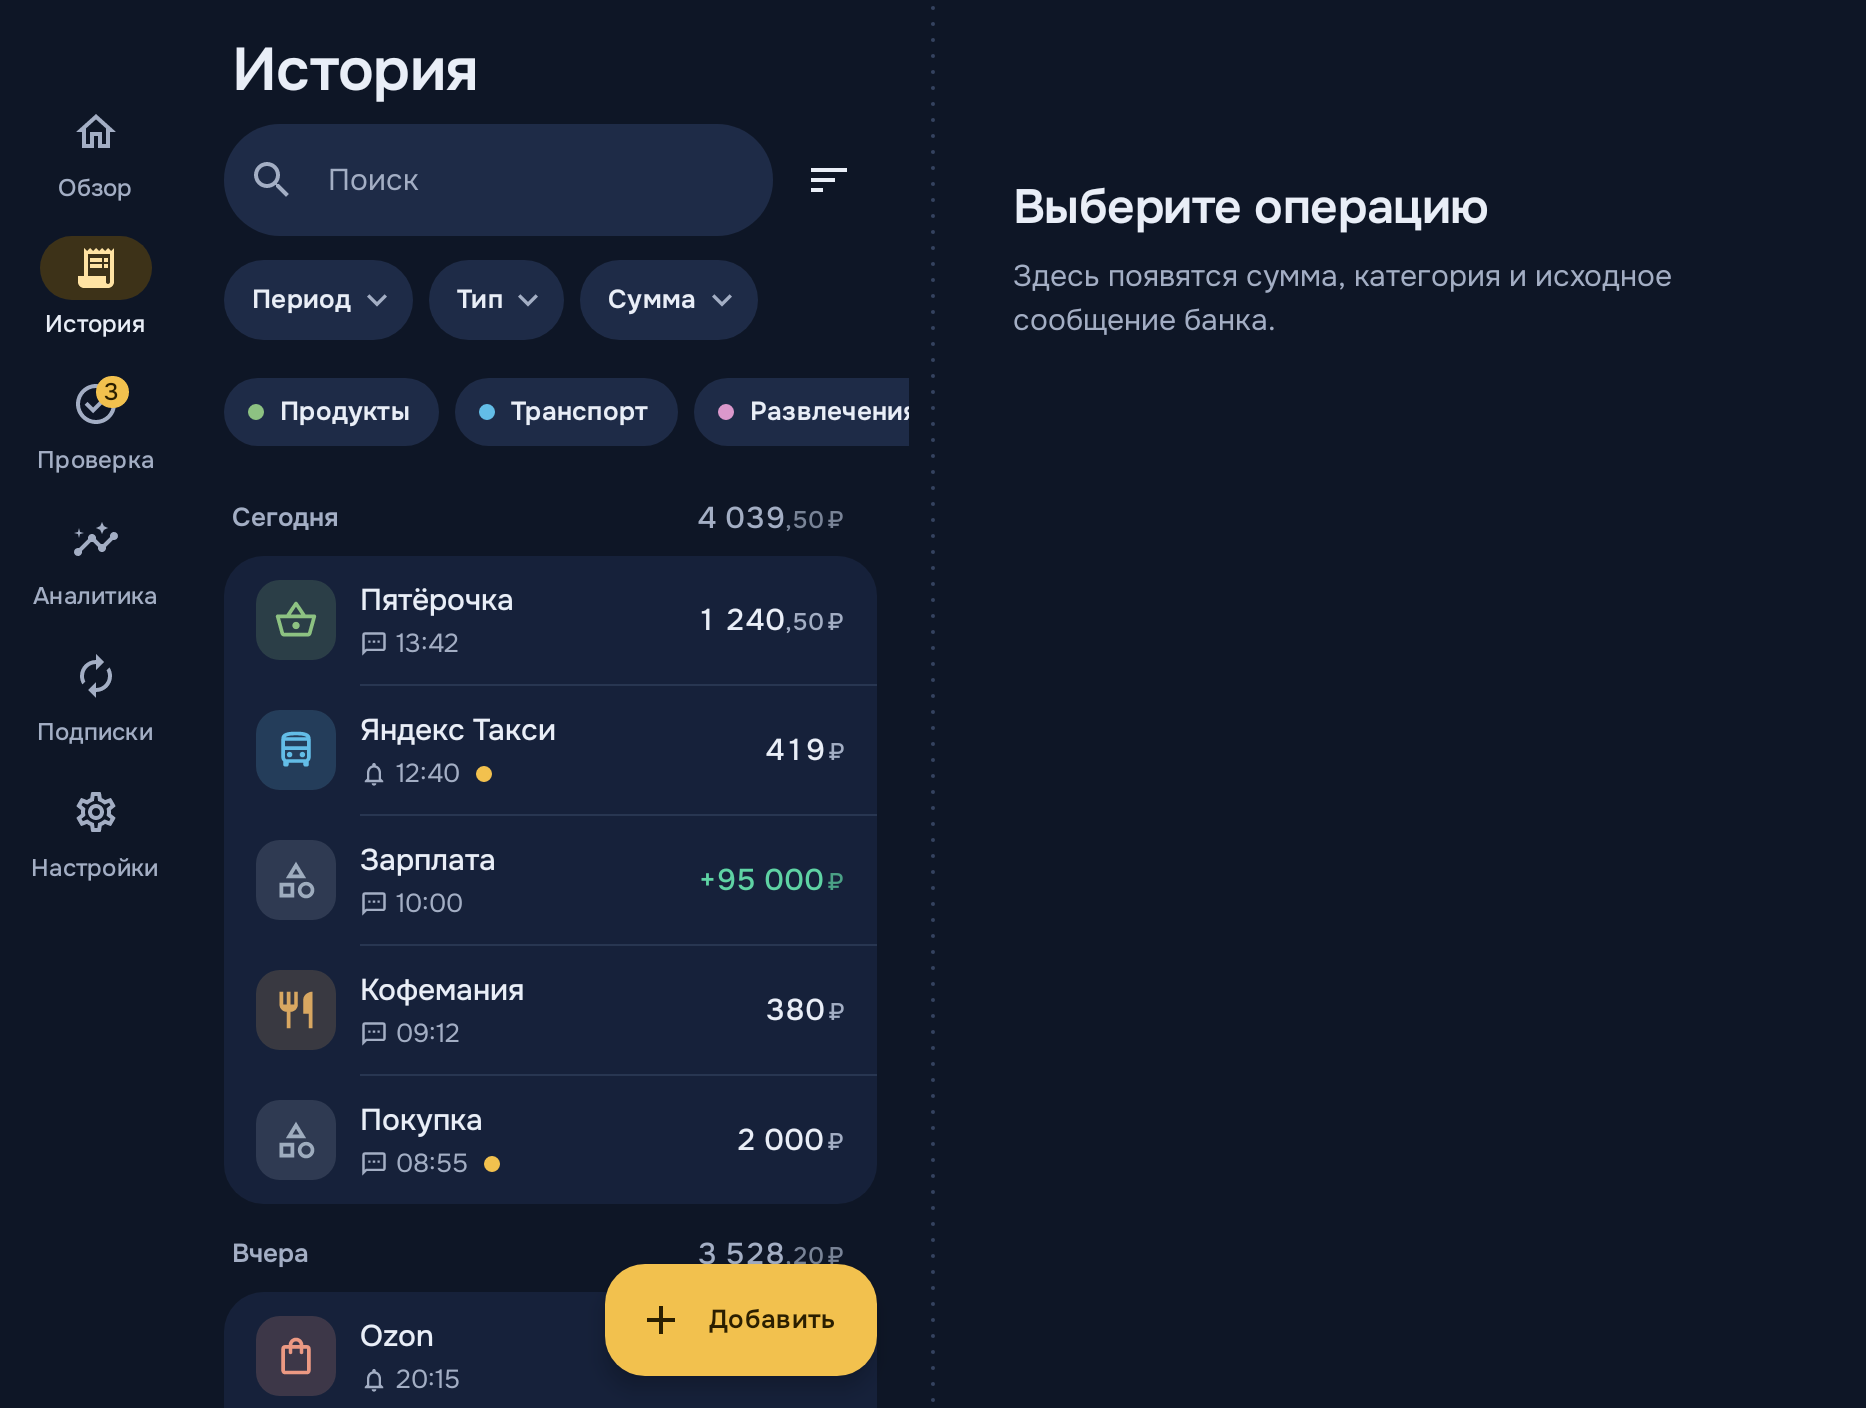 История
Поиск
Период
Тип
Сумма
Продукты
Транспорт
Развлечения
Обзор
История
3
Проверка
Аналитика
Подписки
Настройки
Сегодня
4 039,50 ₽
Пятёрочка
13:42
1 240,50 ₽
Яндекс Такси
12:40
419 ₽
Зарплата
10:00
+95 000 ₽
Кофемания
09:12
380 ₽
Покупка
08:55
2 000 ₽
Вчера
3 528,20 ₽
Ozon
20:15
Добавить
Выберите операцию
Здесь появятся сумма, категория и исходное
сообщение банка.